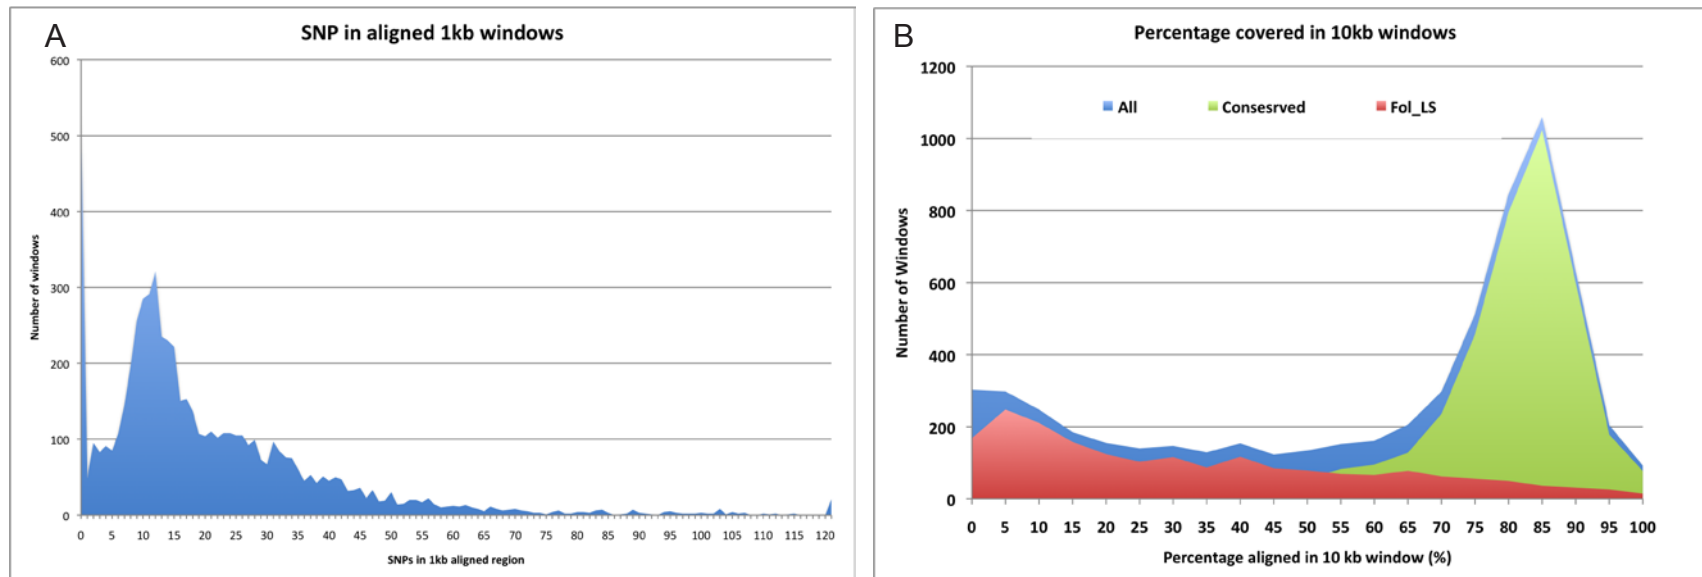 A
SNP in aligned 1kb windows
600
500
400
300
200
100
0
Number of windows
0 5 10 15 20 25 30 35 40 45 50 55 60 65 70 75 80 85 90 95 100 105 110 115 120
SNPs in 1kb aligned region
B
Percentage covered in 10kb windows
1200
1000
800
600
400
200
0
Number of Windows
All Consesrved Fol_LS
0 5 10 15 20 25 30 35 40 45 50 55 60 65 70 75 80 85 90 95 100
Percentage aligned in 10 kb window (%)